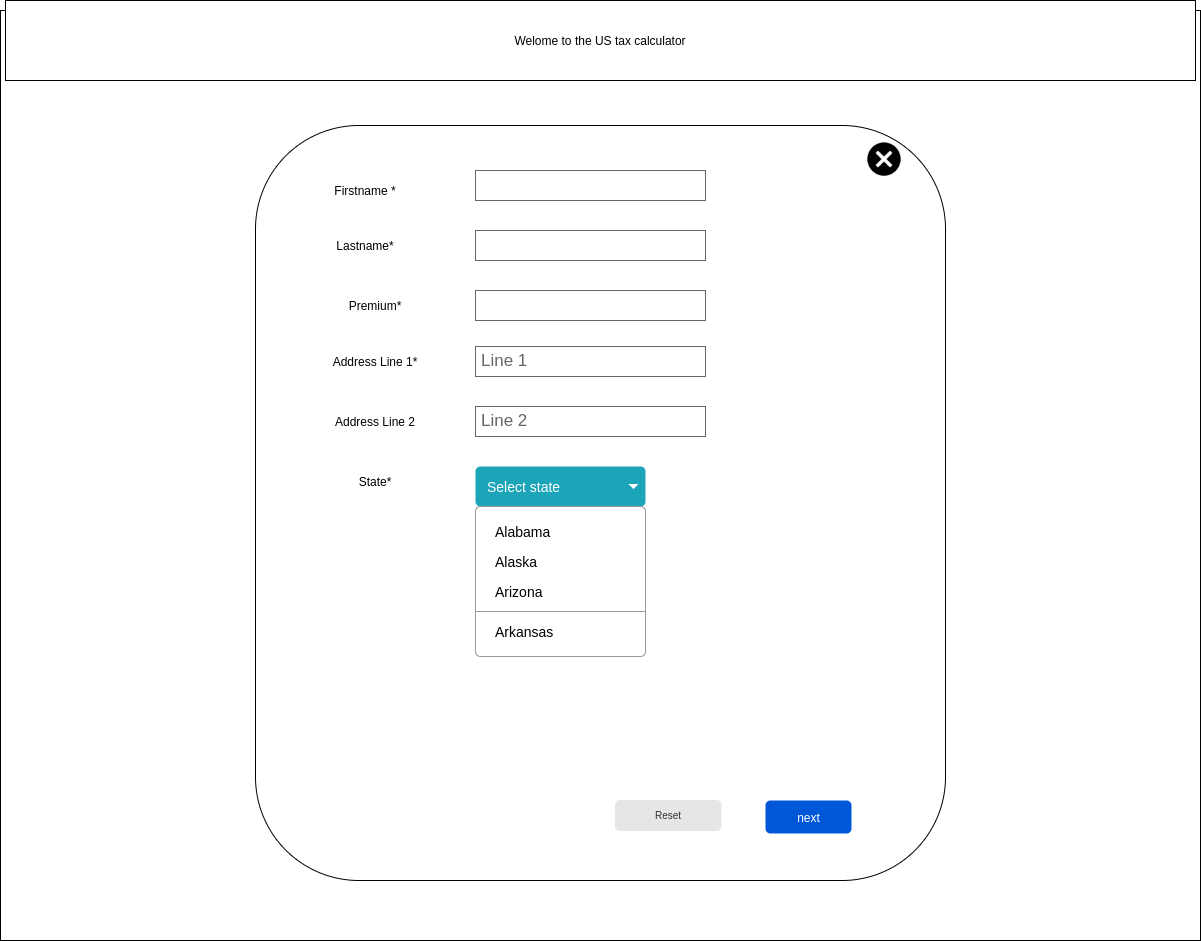 Welome to the US tax calculator
Firstname *
Lastname*
Premium*
Address Line 1*
Line 1
Address Line 2
Line 2
State*
Select state
Alabama
Alaska
Arizona
Arkansas
Reset
next